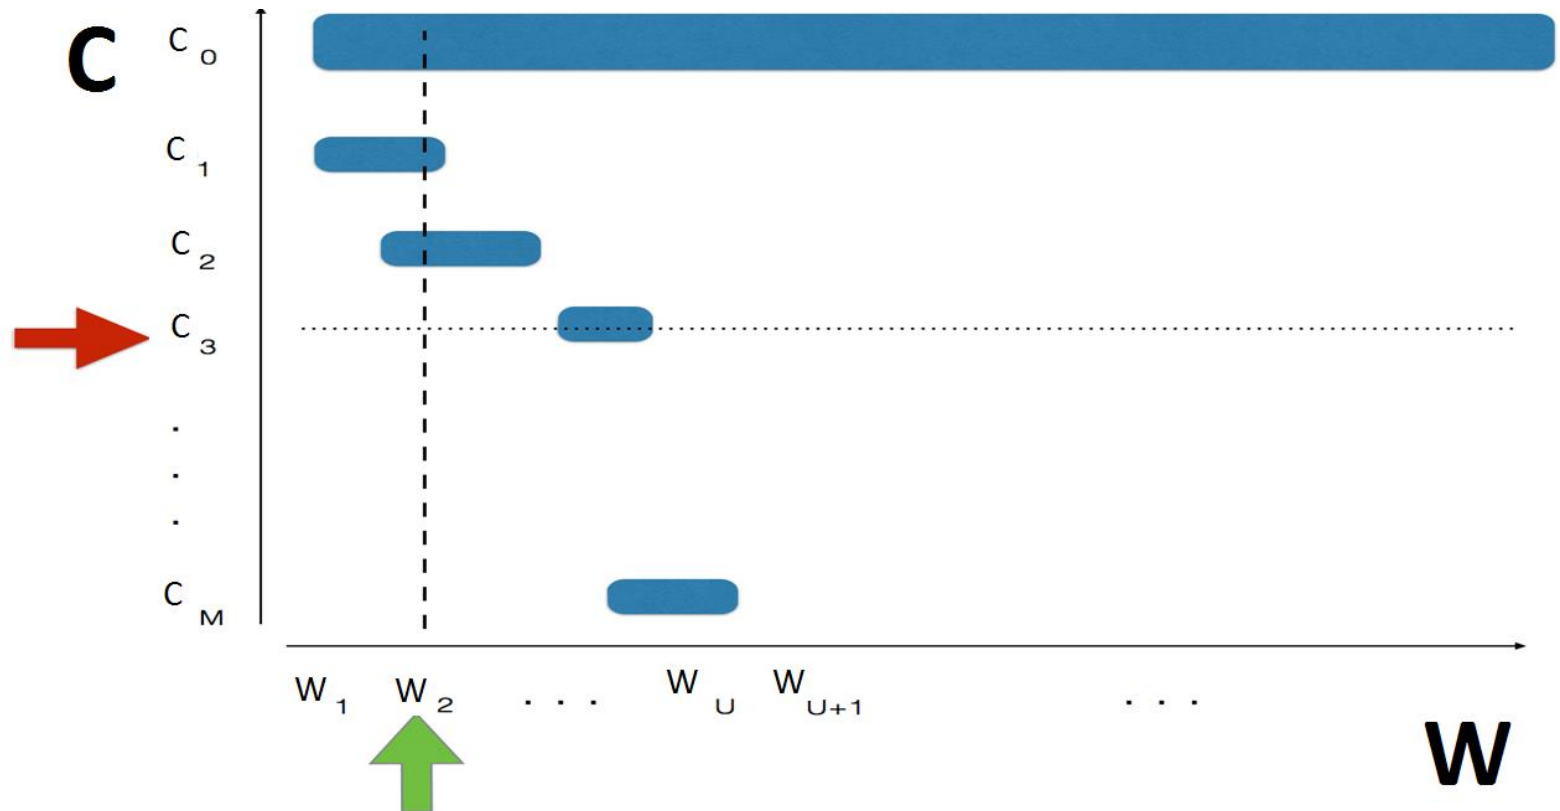 C
C 0
C 1
C 2
C 3
.
.
.
C M
W 1 W 2 . . . W U W U+1 . . .
W